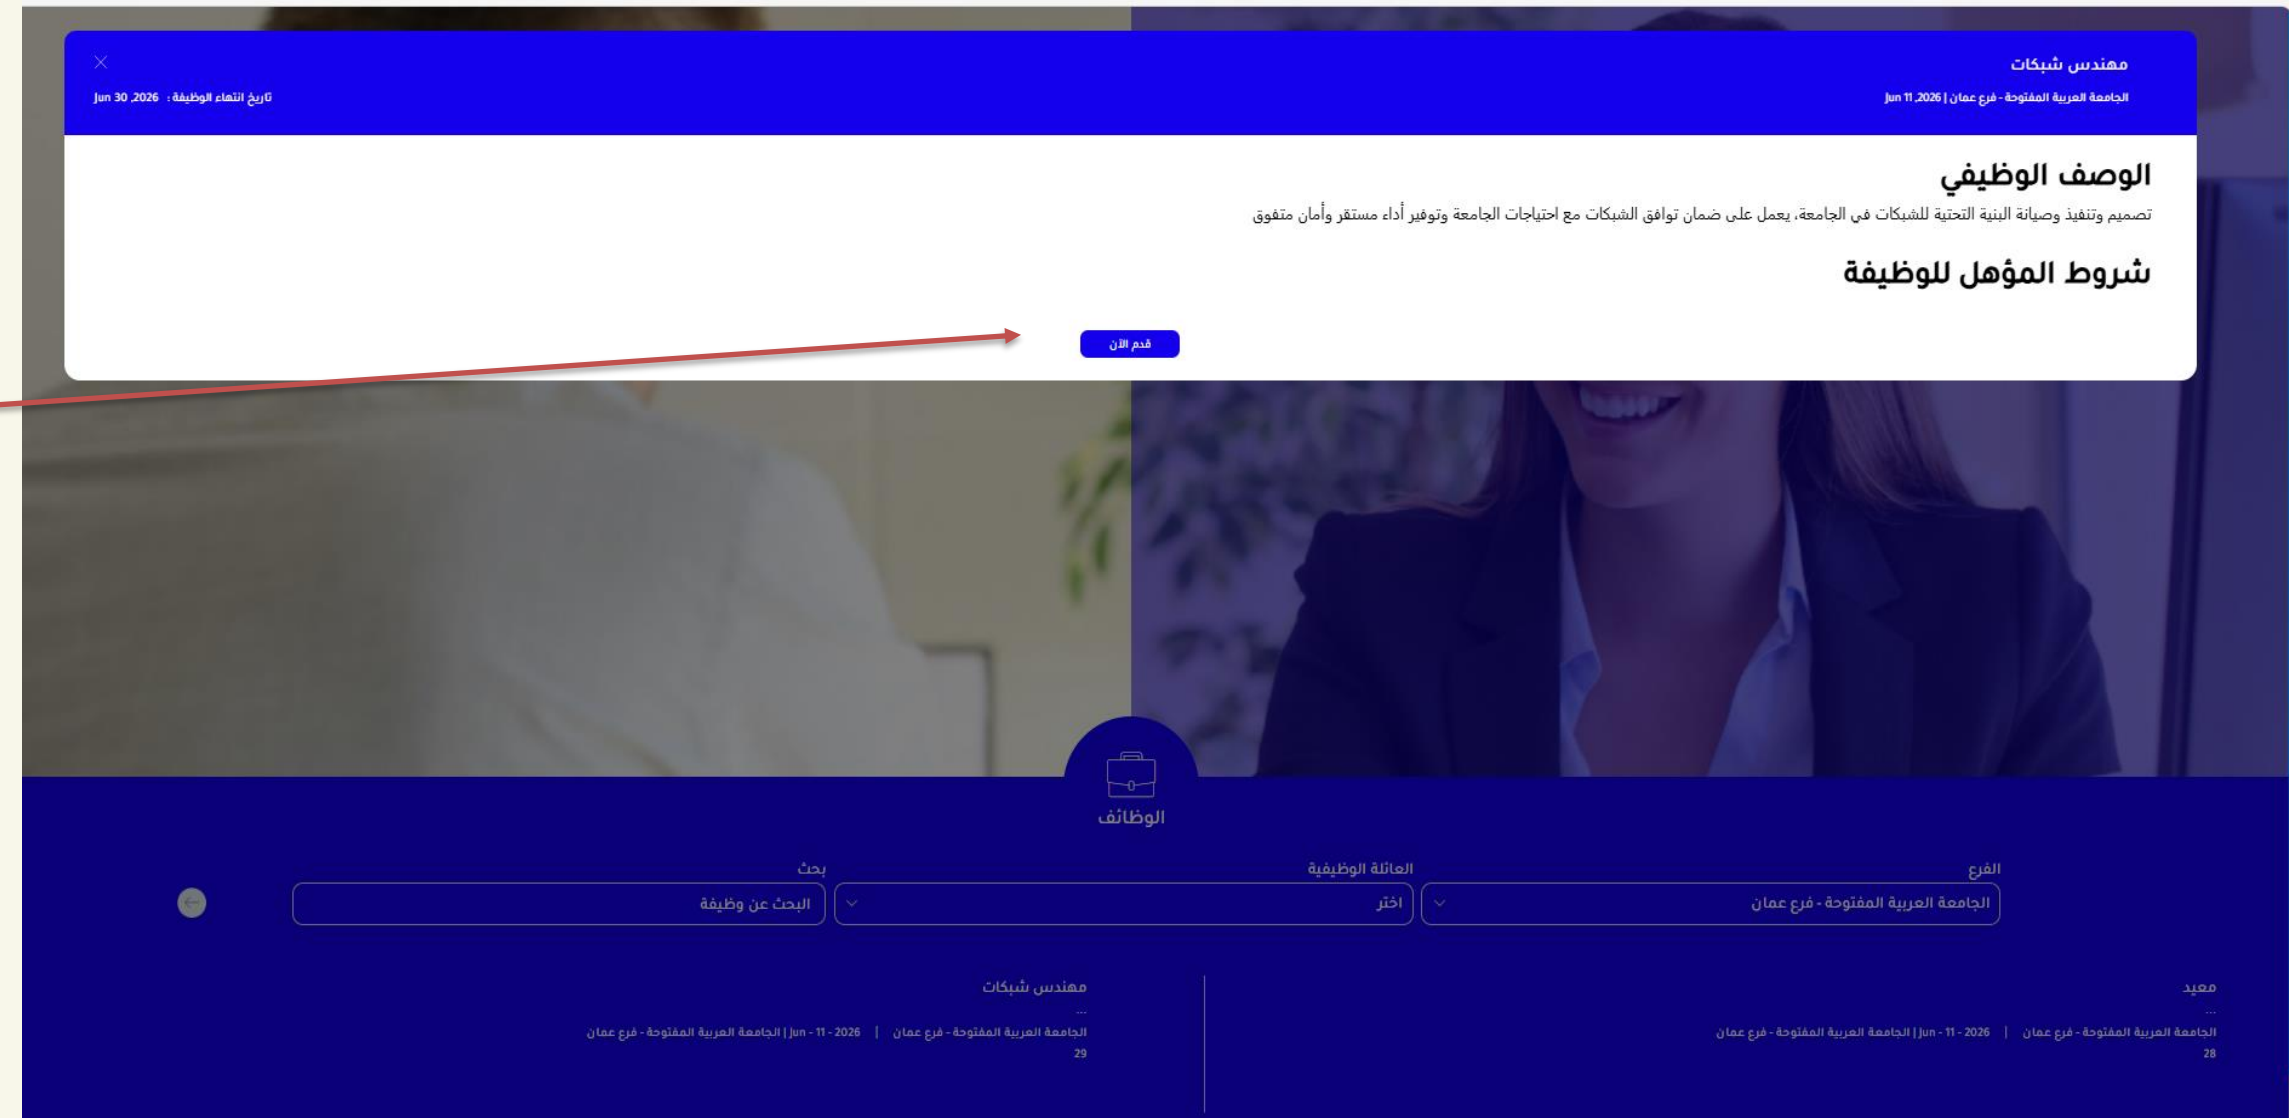 مهندس شبكات
الجامعة العربية المفتوحة - فرع عمان | Jun 11, 2026
تاريخ انتهاء الوظيفة : Jun 30, 2026
الوصف الوظيفي
تصميم وتنفيذ وصيانة البنية التحتية للشبكات في الجامعة، يعمل على ضمان توافق الشبكات مع احتياجات الجامعة وتوفير أداء مستقر وأمان متفوق
شروط المؤهل للوظيفة
قدم الآن
الوظائف
الفرع
الجامعة العربية المفتوحة - فرع عمان
العائلة الوظيفية
اختر
بحث
البحث عن وظيفة
معيد
...
الجامعة العربية المفتوحة - فرع عمان | Jun - 11 - 2026 | الجامعة العربية المفتوحة - فرع عمان
28
مهندس شبكات
...
الجامعة العربية المفتوحة - فرع عمان | Jun - 11 - 2026 | الجامعة العربية المفتوحة - فرع عمان
29